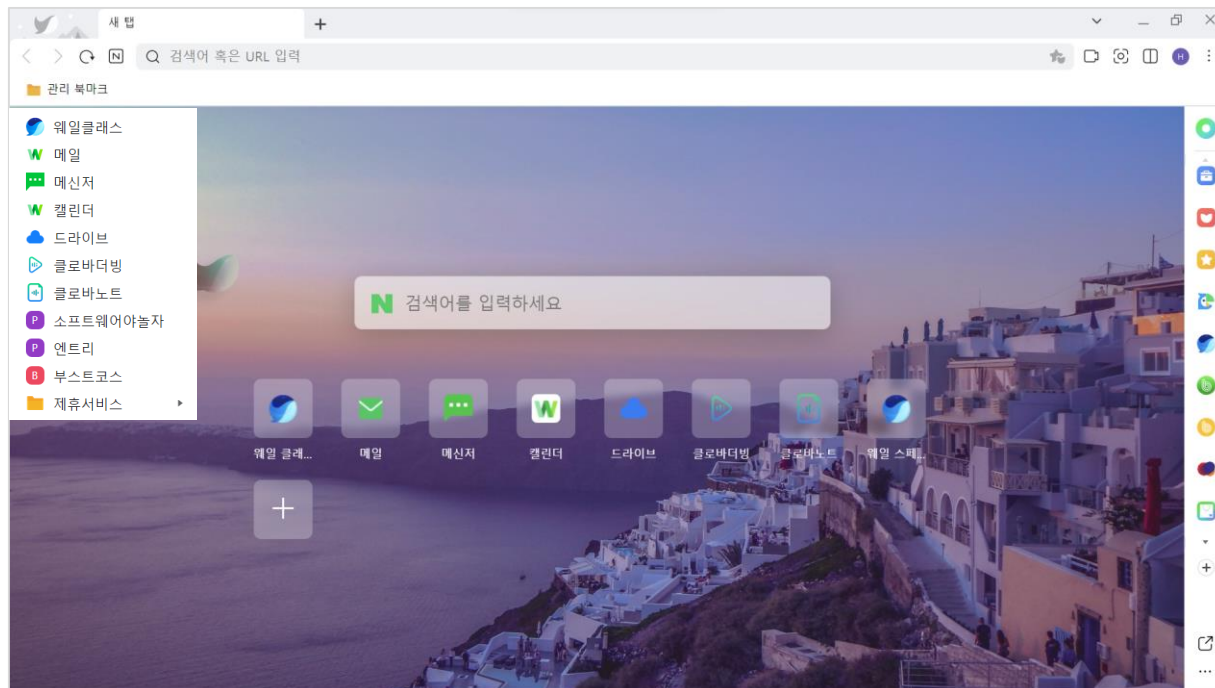 새 탭
N
검색어 혹은 URL 입력
H
관리 북마크
웨일클래스
W 메일
메신저
W 캘린더
드라이브
클로바더빙
클로바노트
P 소프트웨어야놀자
P 엔트리
B 부스트코스
제휴서비스
N 검색어를 입력하세요
웨일 클래...
메일
메신저
W
캘린더
드라이브
클로바더빙
클로바노트
웨일 스페...